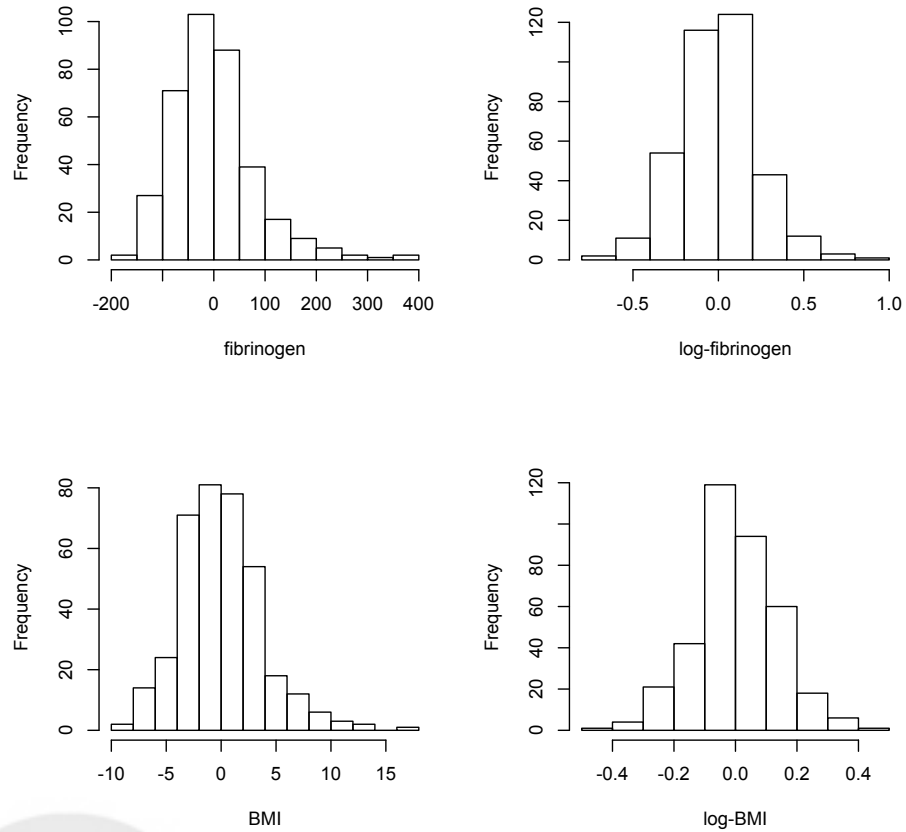 Frequency
0 20 40 60 80 100
-200 0 100 200 300 400
fibrinogen
Frequency
0 20 40 60 80 120
-0.5 0.0 0.5 1.0
log-fibrinogen
Frequency
0 20 40 60 80
-10 -5 0 5 10 15
BMI
Frequency
0 20 40 60 80 120
-0.4 -0.2 0.0 0.2 0.4
log-BMI